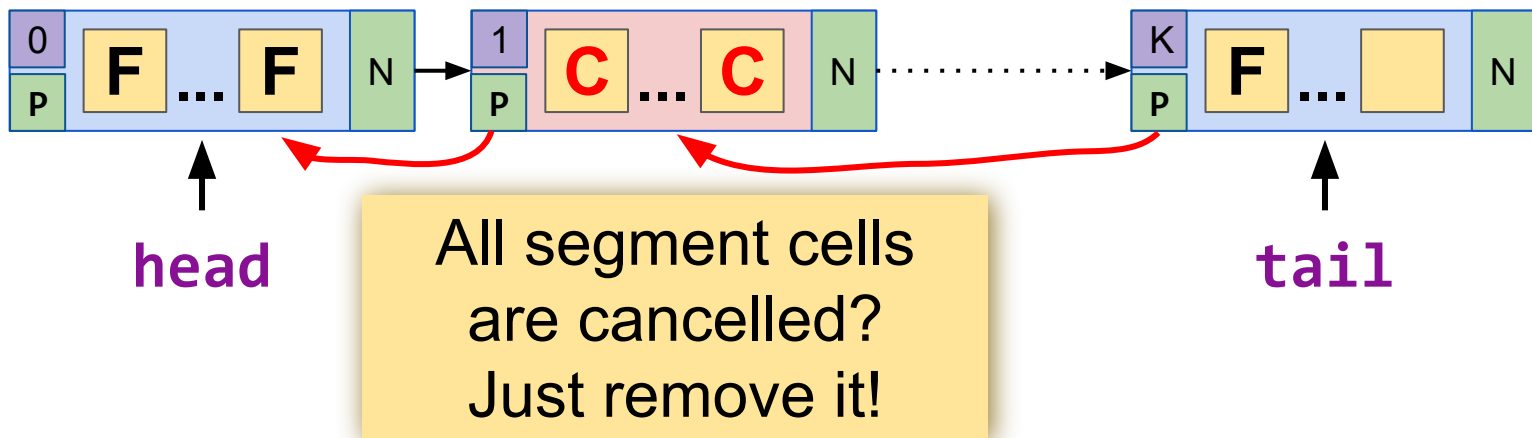 0 F ... F N
P
1 C ... C N
P
K F ... N
P
head
tail
All segment cells
are cancelled?
Just remove it!